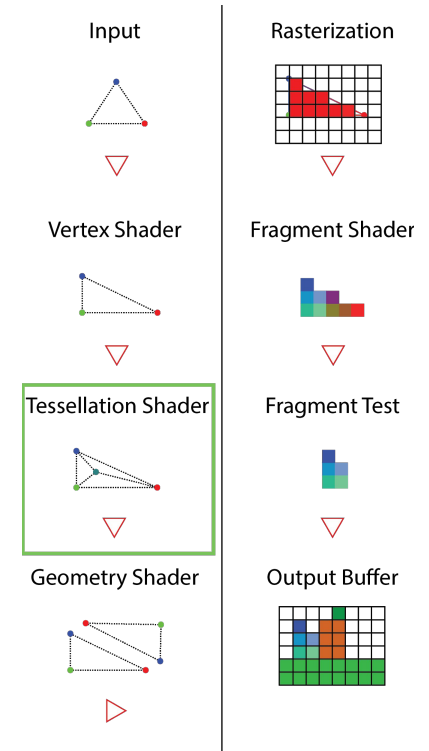 Input
Vertex Shader
Tessellation Shader
Geometry Shader
Rasterization
Fragment Shader
Fragment Test
Output Buffer